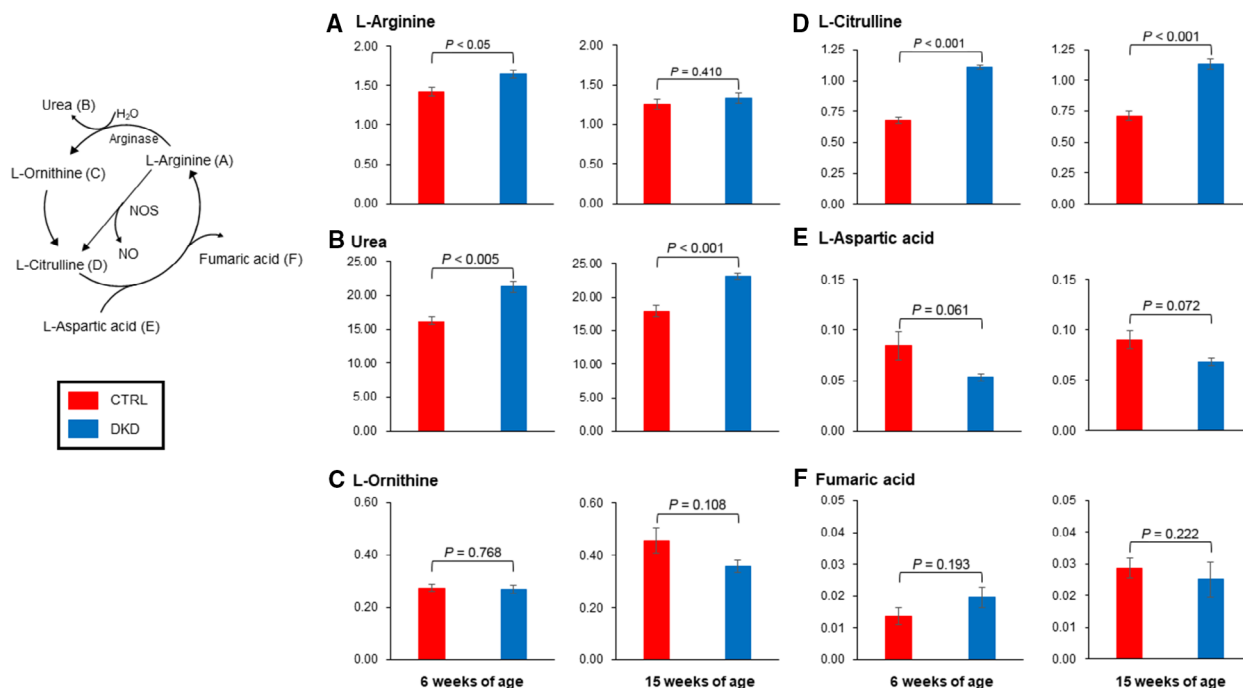 Urea (B)
H₂O
Arginase
L-Arginine (A)
L-Ornithine (C)
NOS
NO
L-Citrulline (D)
Fumaric acid (F)
L-Aspartic acid (E)
CTRL
DKD
A L-Arginine
2.00
1.50
1.00
0.50
0.00
P < 0.05
2.00
1.50
1.00
0.50
0.00
P = 0.410
B Urea
25.00
20.00
15.00
10.00
5.00
0.00
P < 0.005
25.00
20.00
15.00
10.00
5.00
0.00
P < 0.001
C L-Ornithine
0.60
0.40
0.20
0.00
P = 0.768
6 weeks of age
0.60
0.40
0.20
0.00
P = 0.108
15 weeks of age
D L-Citrulline
1.25
1.00
0.75
0.50
0.25
0.00
P < 0.001
1.25
1.00
0.75
0.50
0.25
0.00
P < 0.001
E L-Aspartic acid
0.15
0.10
0.05
0.00
P = 0.061
0.15
0.10
0.05
0.00
P = 0.072
F Fumaric acid
0.05
0.04
0.03
0.02
0.01
0.00
P = 0.193
6 weeks of age
0.05
0.04
0.03
0.02
0.01
0.00
P = 0.222
15 weeks of age